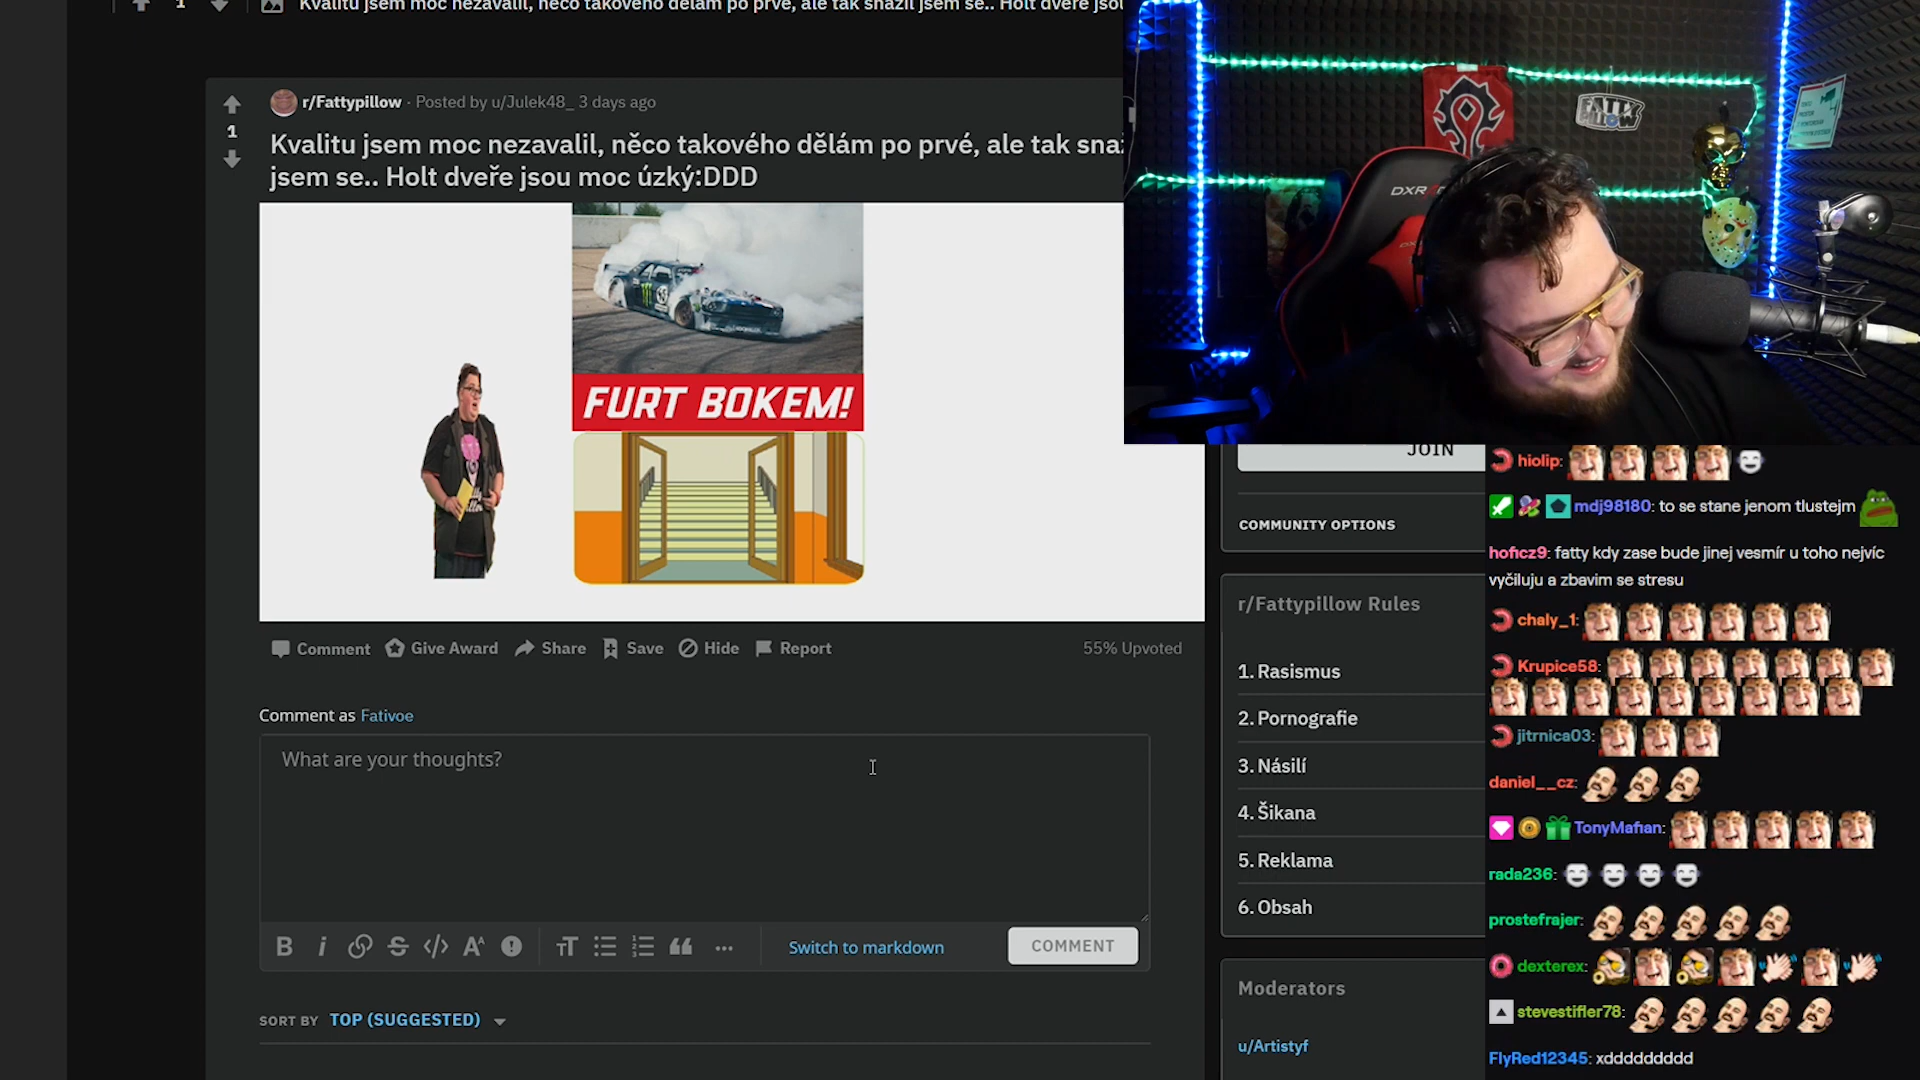 1
Kvalitu jsem moc nezavalil, něco takového dělám po prvé, ale tak snažil jsem se.. Holt dveře jsou
r/Fattypillow · Posted by u/Julek48_ 3 days ago
1
Kvalitu jsem moc nezavalil, něco takového dělám po prvé, ale tak sna
jsem se.. Holt dveře jsou moc úzký:DDD
FURT BOKEM!
Comment
Give Award
Share
Save
Hide
Report
55% Upvoted
Comment as Fativoe
What are your thoughts?
B i
Switch to markdown
COMMENT
SORT BY TOP (SUGGESTED)
FATTY
PILLOW
DXR
JOIN
COMMUNITY OPTIONS
r/Fattypillow Rules
1. Rasismus
2. Pornografie
3. Násilí
4. Šikana
5. Reklama
6. Obsah
Moderators
u/Artistyf
hiolip:
mdj98180: to se stane jenom tlustejm
hoficz9: fatty kdy zase bude jinej vesmír u toho nejvíc
vyčiluju a zbavim se stresu
chaly_1:
Krupice58:
jitrnica03:
daniel__cz:
TonyMafian:
rada236:
prostefrajer:
dexterex:
stevestifler78:
FlyRed12345: xddddddddd